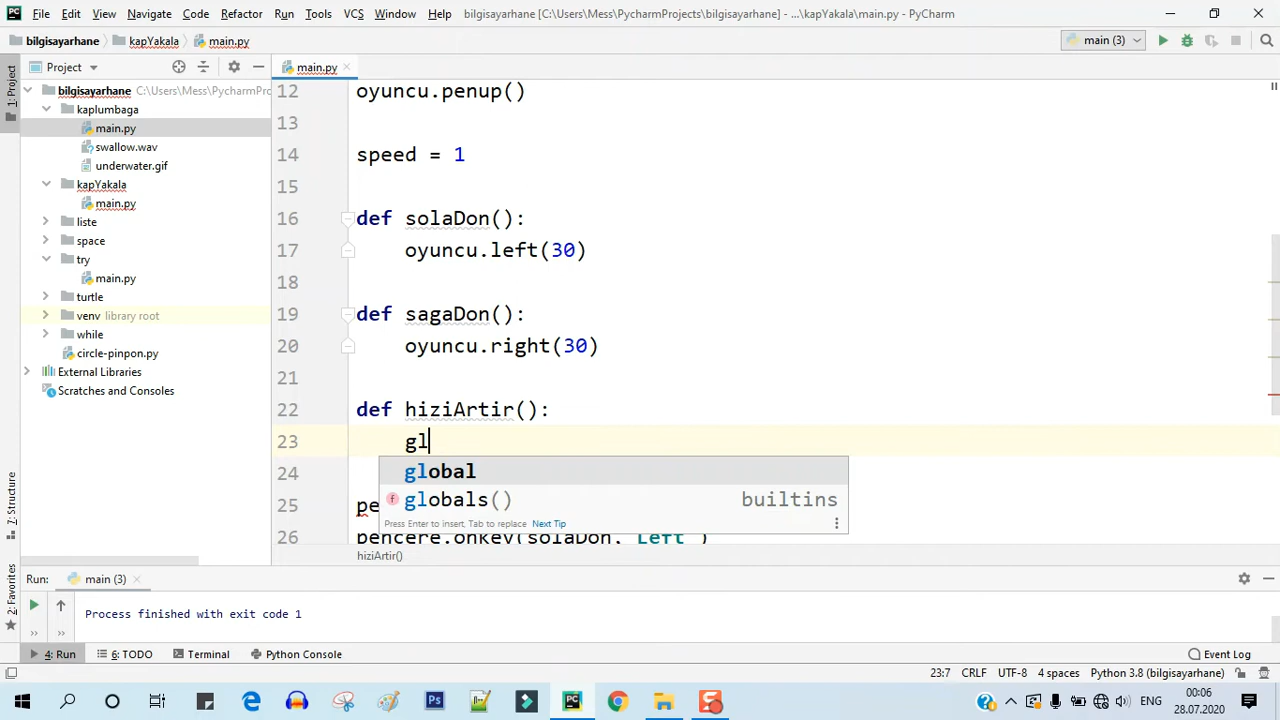 File Edit View Navigate Code Refactor Run Tools VCS Window Help bilgisayarhane [C:\Users\Mess\PycharmProjects\bilgisayarhane] - ...\kapYakala\main.py - PyCharm
bilgisayarhane kapYakala main.py main (3)
1: Project
Project
main.py
bilgisayarhane C:\Users\Mess\PycharmPro
kaplumbaga
main.py
swallow.wav
underwater.gif
kapYakala
main.py
liste
space
try
main.py
turtle
venv library root
while
circle-pinpon.py
External Libraries
Scratches and Consoles
12 oyuncu.penup()
13
14 speed = 1
15
16 def solaDon():
17 oyuncu.left(30)
18
19 def sagaDon():
20 oyuncu.right(30)
21
22 def hiziArtir():
23 gl
24
25 pe
26 pencere.onkey(solaDon, "Left")
global
globals() builtins
Press Enter to insert, Tab to replace Next Tip
hiziArtir()
7: Structure
2: Favorites
Run: main (3)
Process finished with exit code 1
4: Run 6: TODO Terminal Python Console Event Log
23:7 CRLF UTF-8 4 spaces Python 3.8 (bilgisayarhane)
ENG 00:06
28.07.2020